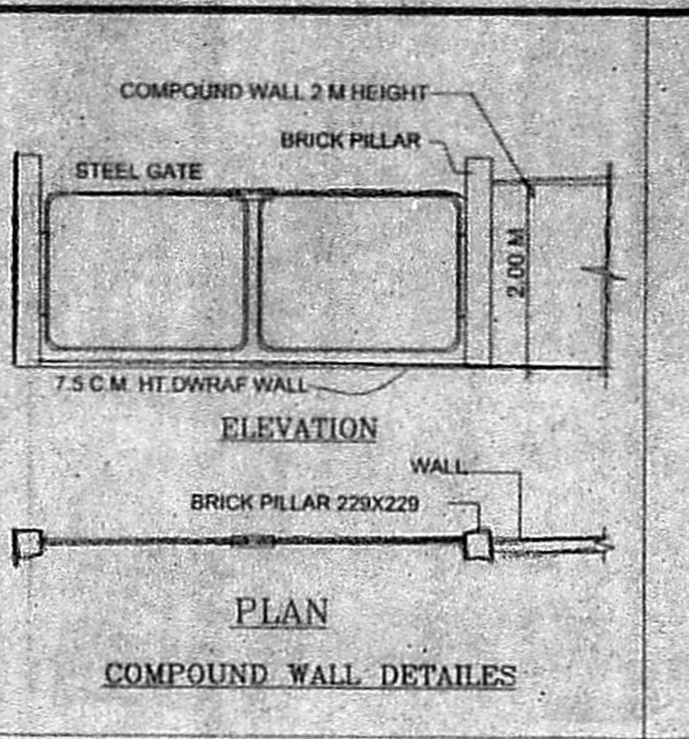 COMPOUND WALL 2 M HEIGHT
BRICK PILLAR
STEEL GATE
2.00 M
7.5 C.M. HT.DWRAF WALL
ELEVATION
WALL
BRICK PILLAR 229X229
PLAN
COMPOUND WALL DETAILES